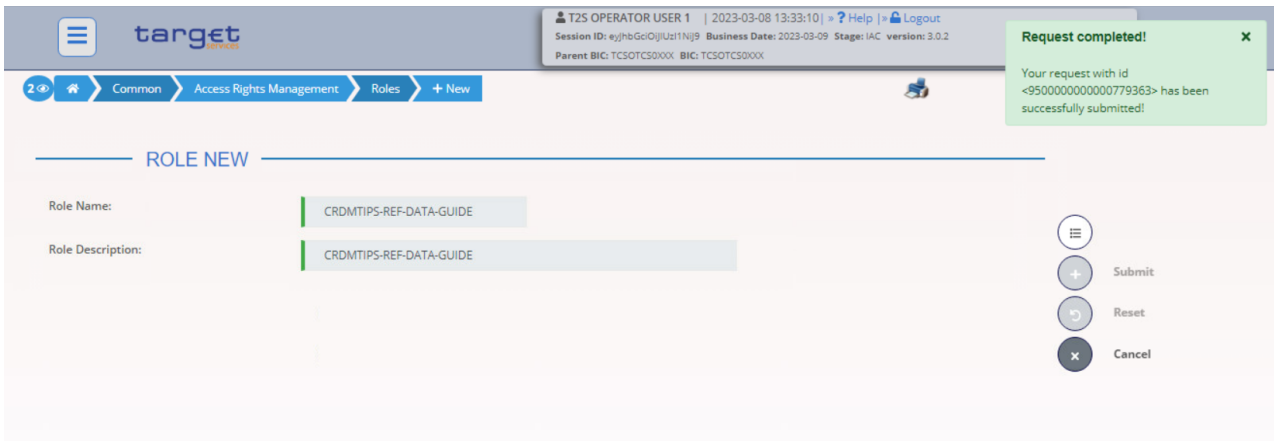 target
services
T2S OPERATOR USER 1 | 2023-03-08 13:33:10| » ? Help |» Logout
Session ID: eyJhbGciOiJIUzI1NiJ9 Business Date: 2023-03-09 Stage: IAC version: 3.0.2
Parent BIC: TCSOTCS0XXX BIC: TCSOTCS0XXX
Request completed! ×
Your request with id
<9500000000000779363> has been
successfully submitted!
2 Common Access Rights Management Roles + New
ROLE NEW
Role Name: CRDMTIPS-REF-DATA-GUIDE
Role Description: CRDMTIPS-REF-DATA-GUIDE
Submit
Reset
Cancel